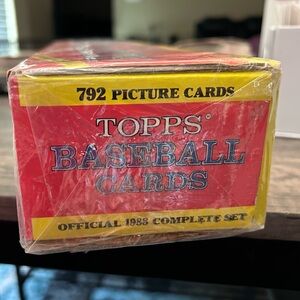 792 PICTURE CARDS
TOPPS®
BASEBALL
CARDS
OFFICIAL 1988 COMPLETE SET